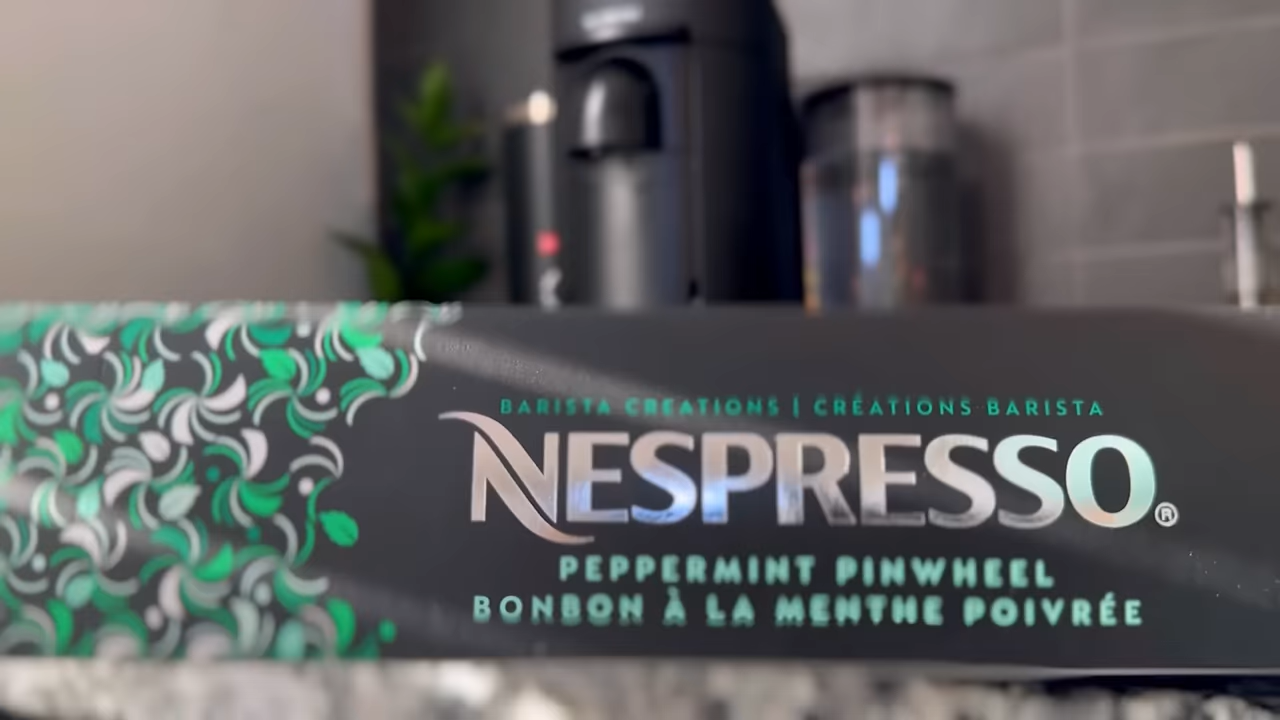 BARISTA CREATIONS | CRÉATIONS BARISTA
NESPRESSO®
PEPPERMINT PINWHEEL
BONBON À LA MENTHE POIVRÉE